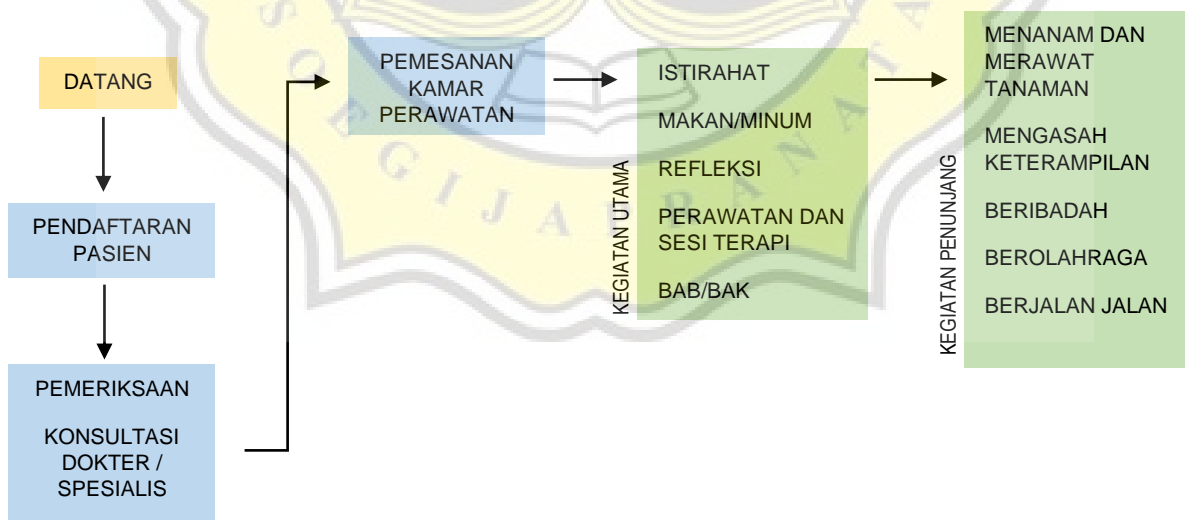 DATANG
PENDAFTARAN
PASIEN
PEMERIKSAAN
KONSULTASI
DOKTER /
SPESIALIS
PEMESANAN
KAMAR
PERAWATAN
KEGIATAN UTAMA
ISTIRAHAT
MAKAN/MINUM
REFLEKSI
PERAWATAN DAN
SESI TERAPI
BAB/BAK
KEGIATAN PENUNJANG
MENANAM DAN
MERAWAT
TANAMAN
MENGASAH
KETERAMPILAN
BERIBADAH
BEROLAHRAGA
BERJALAN JALAN
SOEGIJAPRANATA